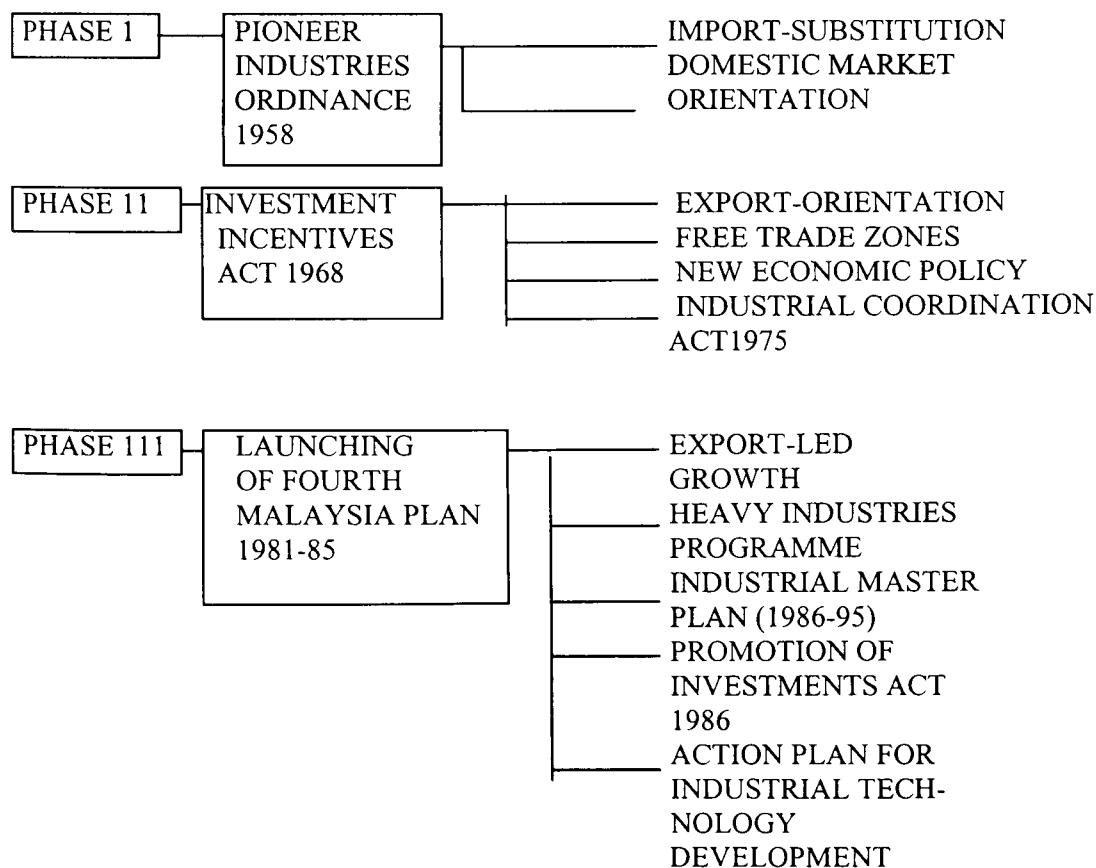 PHASE 1
PIONEER
INDUSTRIES
ORDINANCE
1958
IMPORT-SUBSTITUTION
DOMESTIC MARKET
ORIENTATION
PHASE 11
INVESTMENT
INCENTIVES
ACT 1968
EXPORT-ORIENTATION
FREE TRADE ZONES
NEW ECONOMIC POLICY
INDUSTRIAL COORDINATION
ACT1975
PHASE 111
LAUNCHING
OF FOURTH
MALAYSIA PLAN
1981-85
EXPORT-LED
GROWTH
HEAVY INDUSTRIES
PROGRAMME
INDUSTRIAL MASTER
PLAN (1986-95)
PROMOTION OF
INVESTMENTS ACT
1986
ACTION PLAN FOR
INDUSTRIAL TECH-
NOLOGY
DEVELOPMENT